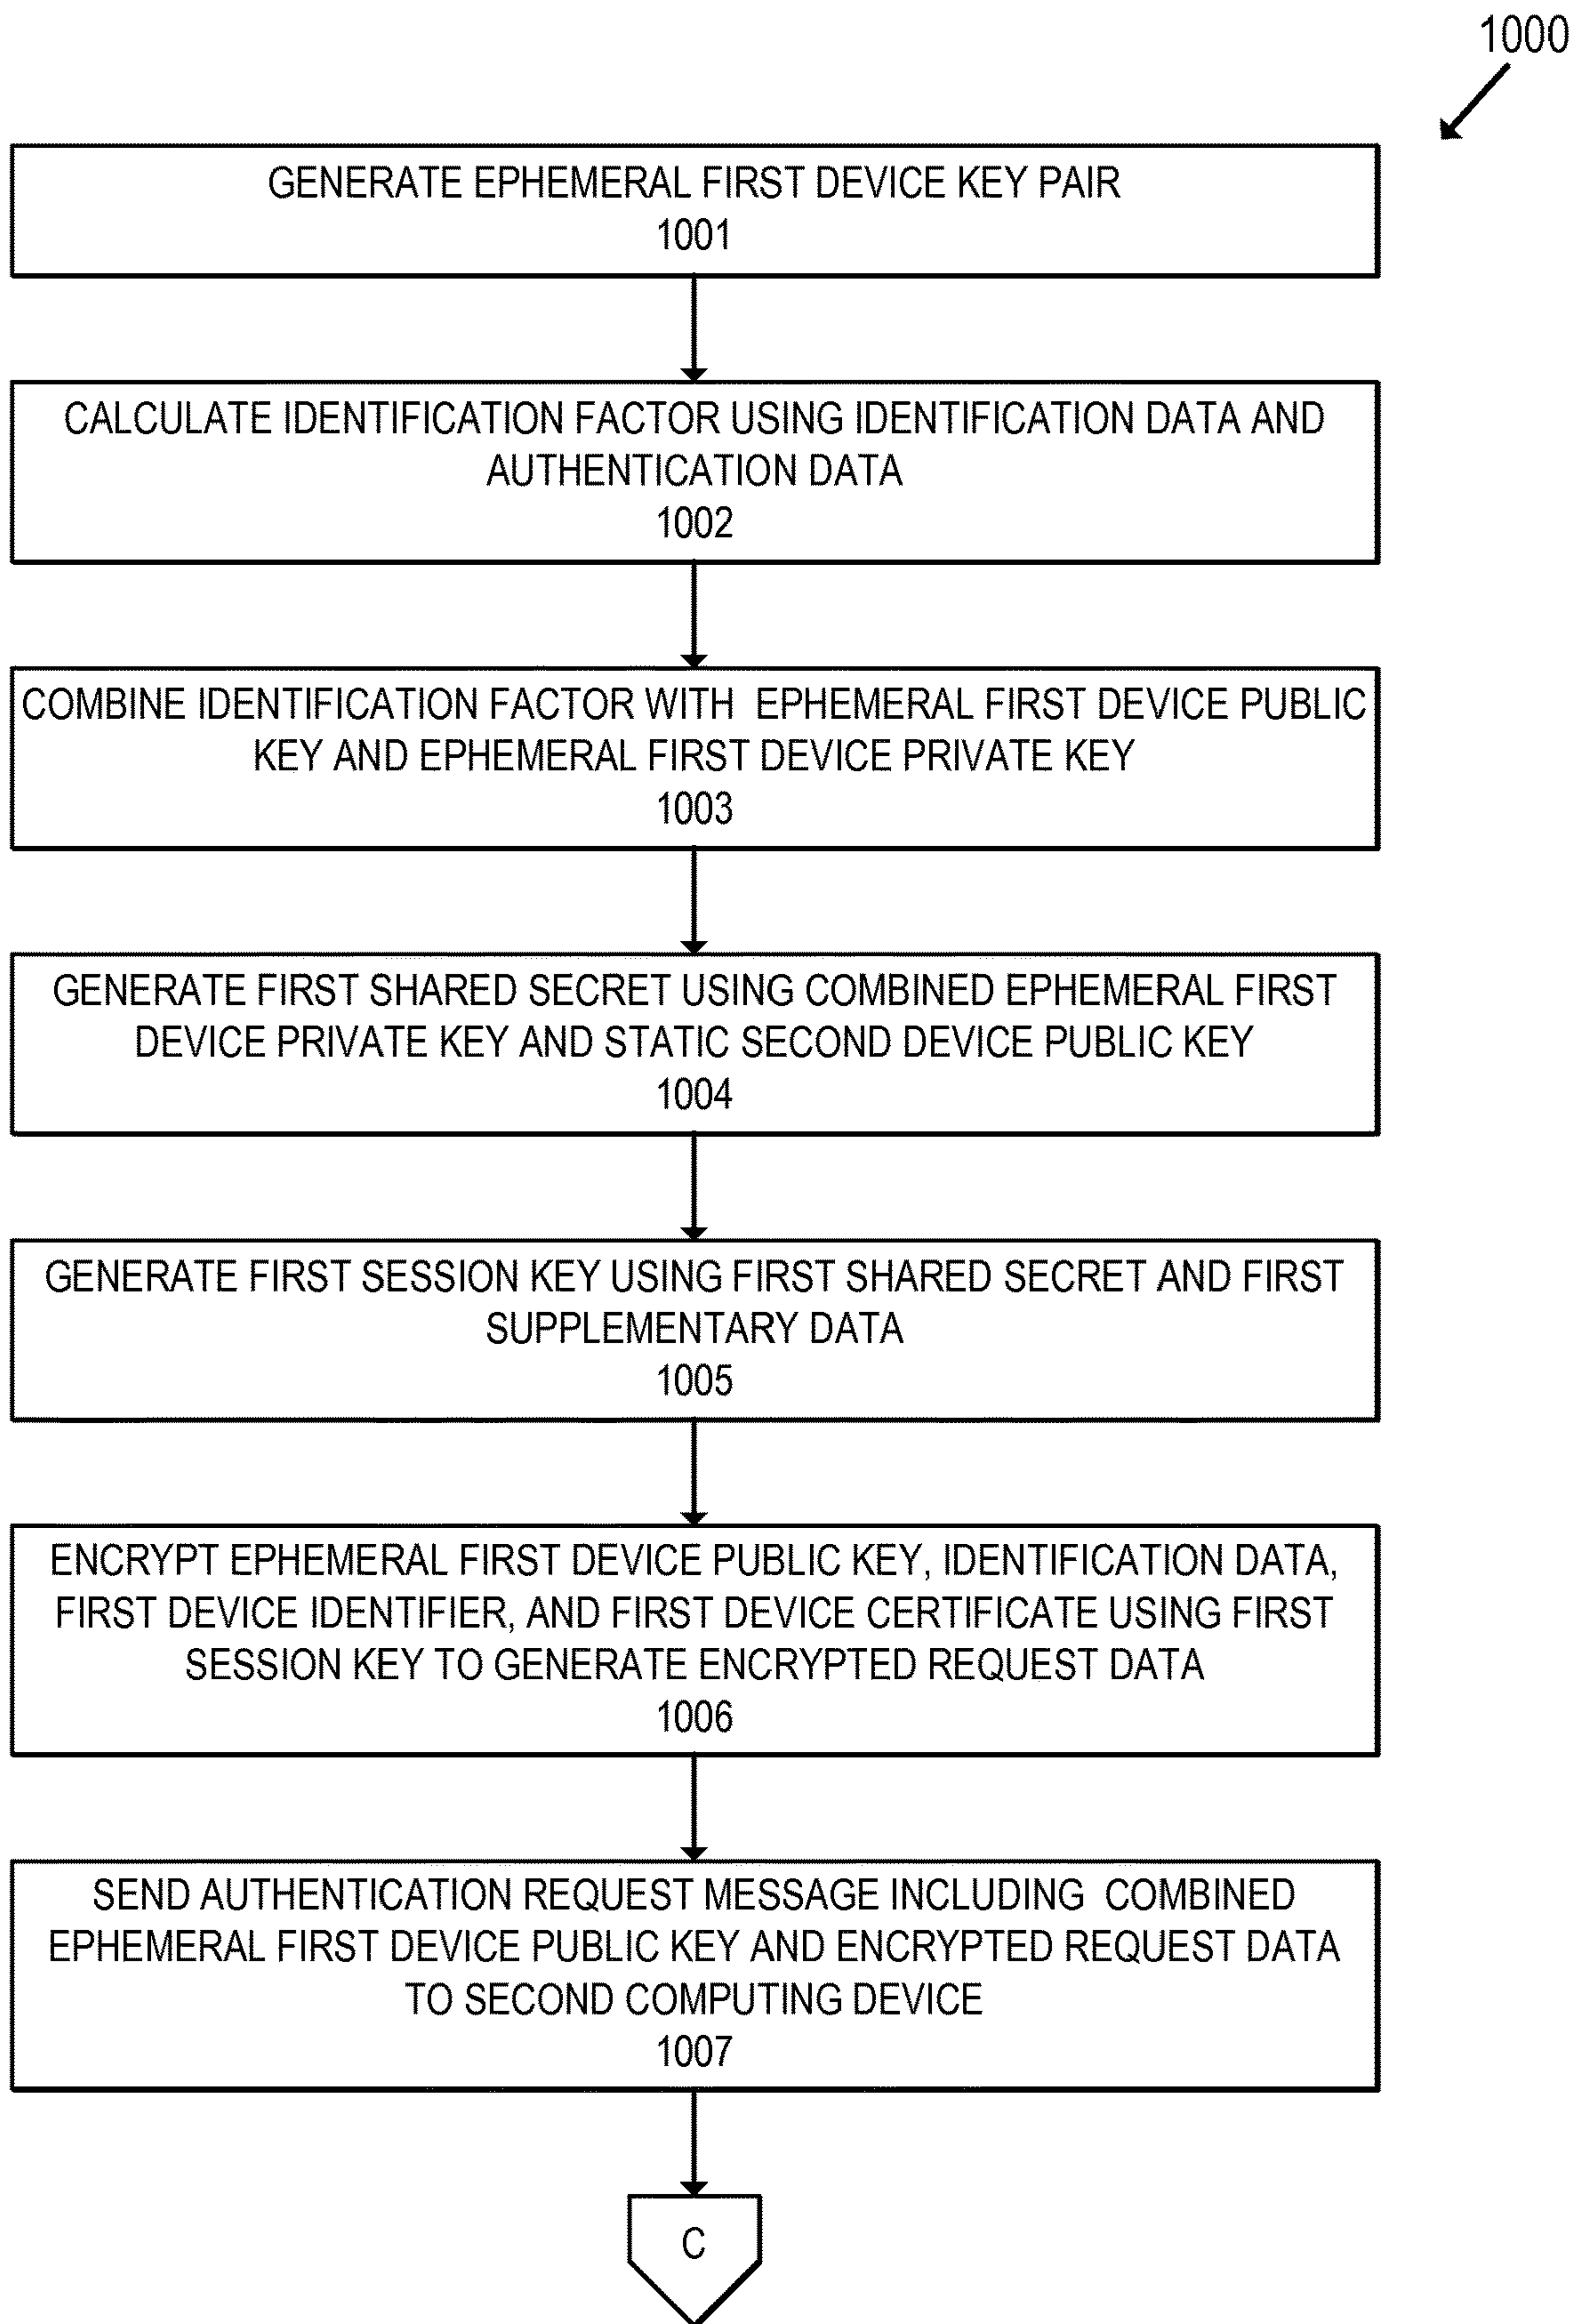 1000
GENERATE EPHEMERAL FIRST DEVICE KEY PAIR
1001
CALCULATE IDENTIFICATION FACTOR USING IDENTIFICATION DATA AND
AUTHENTICATION DATA
1002
COMBINE IDENTIFICATION FACTOR WITH EPHEMERAL FIRST DEVICE PUBLIC
KEY AND EPHEMERAL FIRST DEVICE PRIVATE KEY
1003
GENERATE FIRST SHARED SECRET USING COMBINED EPHEMERAL FIRST
DEVICE PRIVATE KEY AND STATIC SECOND DEVICE PUBLIC KEY
1004
GENERATE FIRST SESSION KEY USING FIRST SHARED SECRET AND FIRST
SUPPLEMENTARY DATA
1005
ENCRYPT EPHEMERAL FIRST DEVICE PUBLIC KEY, IDENTIFICATION DATA,
FIRST DEVICE IDENTIFIER, AND FIRST DEVICE CERTIFICATE USING FIRST
SESSION KEY TO GENERATE ENCRYPTED REQUEST DATA
1006
SEND AUTHENTICATION REQUEST MESSAGE INCLUDING COMBINED
EPHEMERAL FIRST DEVICE PUBLIC KEY AND ENCRYPTED REQUEST DATA
TO SECOND COMPUTING DEVICE
1007
C